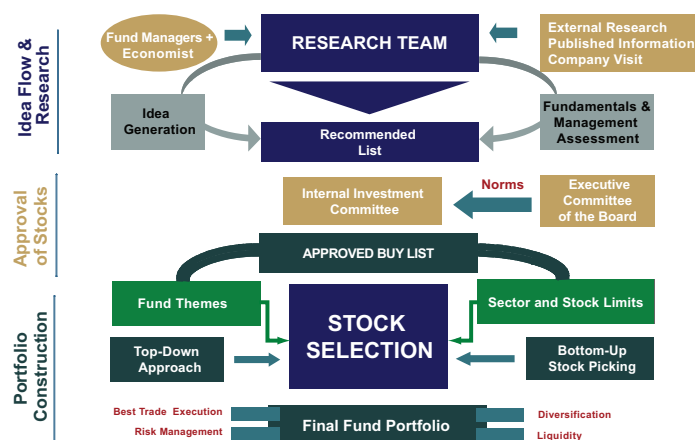 Idea Flow &
Research
Fund Managers +
Economist
RESEARCH TEAM
External Research
Published Information
Company Visit
Idea
Generation
Recommended
List
Fundamentals &
Management
Assessment
Approval
of Stocks
Internal Investment
Committee
Norms
Executive
Committee
of the Board
APPROVED BUY LIST
Portfolio
Construction
Fund Themes
STOCK
SELECTION
Sector and Stock Limits
Top-Down
Approach
Bottom-Up
Stock Picking
Best Trade Execution
Risk Management
Final Fund Portfolio
Diversification
Liquidity